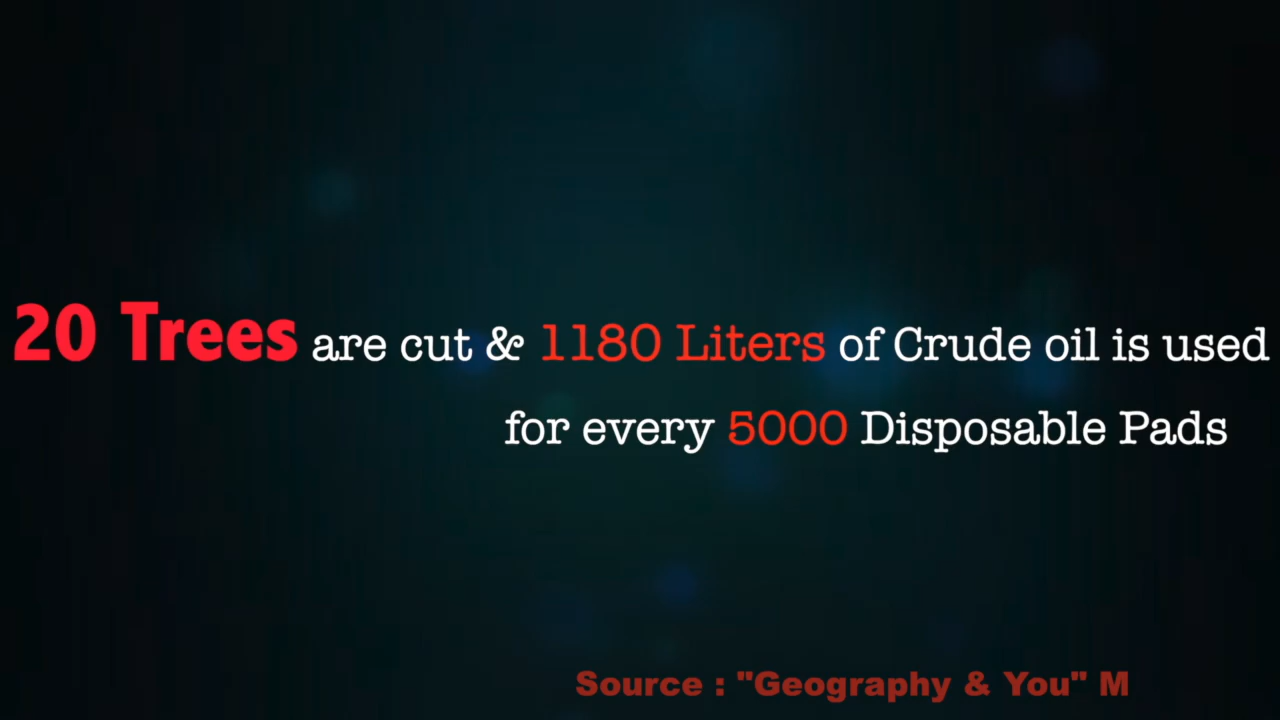 20 Trees are cut & 1180 Liters of Crude oil is used
for every 5000 Disposable Pads
Source : "Geography & You" M